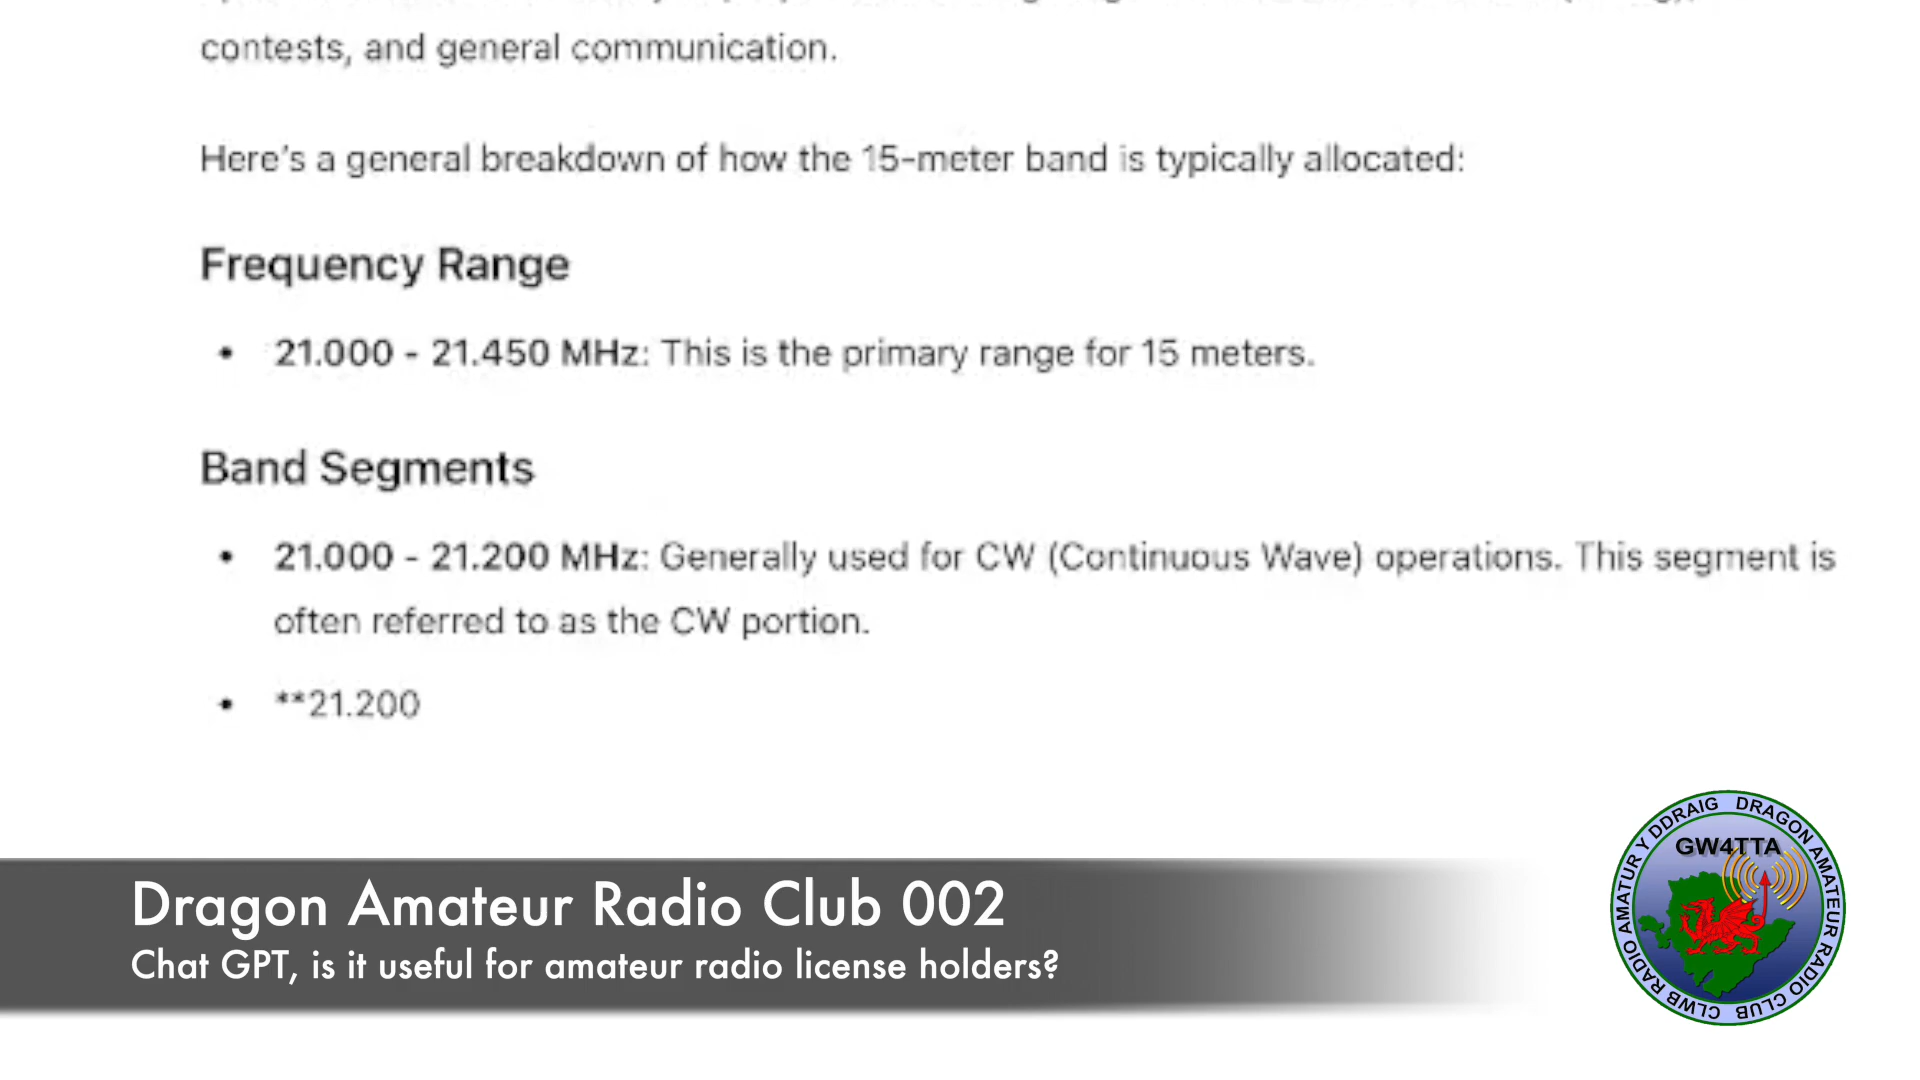 contests, and general communication.
Here's a general breakdown of how the 15-meter band is typically allocated:
Frequency Range
• 21.000 - 21.450 MHz: This is the primary range for 15 meters.
Band Segments
• 21.000 - 21.200 MHz: Generally used for CW (Continuous Wave) operations. This segment is
often referred to as the CW portion.
• **21.200
Dragon Amateur Radio Club 002
Chat GPT, is it useful for amateur radio license holders?
CLWB RADIO AMATUR Y DDRAIG DRAGON AMATEUR RADIO CLUB
GW4TTA